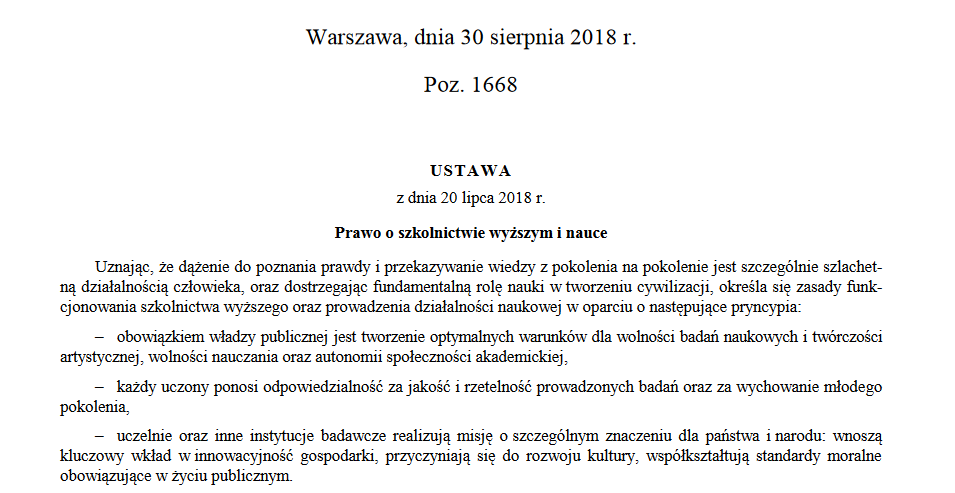 Warszawa, dnia 30 sierpnia 2018 r.
Poz. 1668
USTAWA
z dnia 20 lipca 2018 r.
Prawo o szkolnictwie wyższym i nauce
Uznając, że dążenie do poznania prawdy i przekazywanie wiedzy z pokolenia na pokolenie jest szczególnie szlachet-
ną działalnością człowieka, oraz dostrzegając fundamentalną rolę nauki w tworzeniu cywilizacji, określa się zasady funk-
cjonowania szkolnictwa wyższego oraz prowadzenia działalności naukowej w oparciu o następujące pryncypia:
– obowiązkiem władzy publicznej jest tworzenie optymalnych warunków dla wolności badań naukowych i twórczości
artystycznej, wolności nauczania oraz autonomii społeczności akademickiej,
– każdy uczony ponosi odpowiedzialność za jakość i rzetelność prowadzonych badań oraz za wychowanie młodego
pokolenia,
– uczelnie oraz inne instytucje badawcze realizują misję o szczególnym znaczeniu dla państwa i narodu: wnoszą
kluczowy wkład w innowacyjność gospodarki, przyczyniają się do rozwoju kultury, współkształtują standardy moralne
obowiązujące w życiu publicznym.